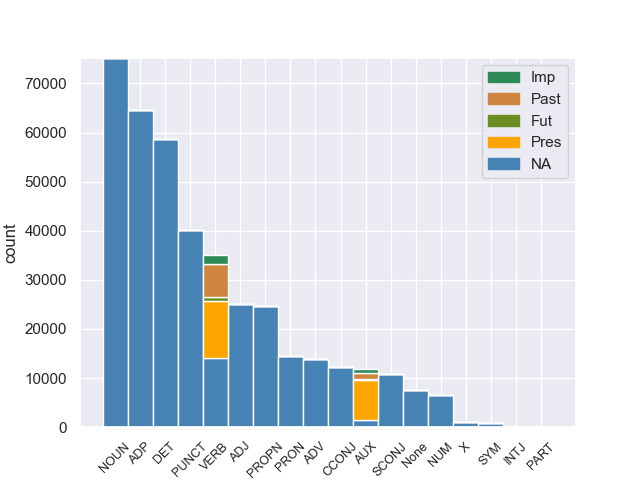 70000
60000
50000
40000
30000
20000
10000
0
count
Imp
Past
Fut
Pres
NA
NOUN
ADP
DET
PUNCT
VERB
ADJ
PROPN
PRON
ADV
CCONJ
AUX
SCONJ
None
NUM
X
SYM
INTJ
PART